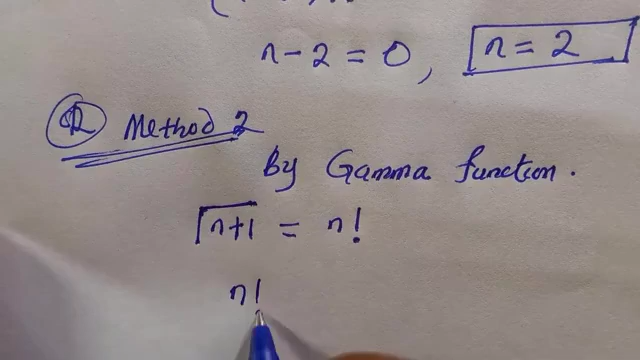 n - 2 = 0, n = 2
Method 2
By Gamma function.
Γn+1 = n!
n!